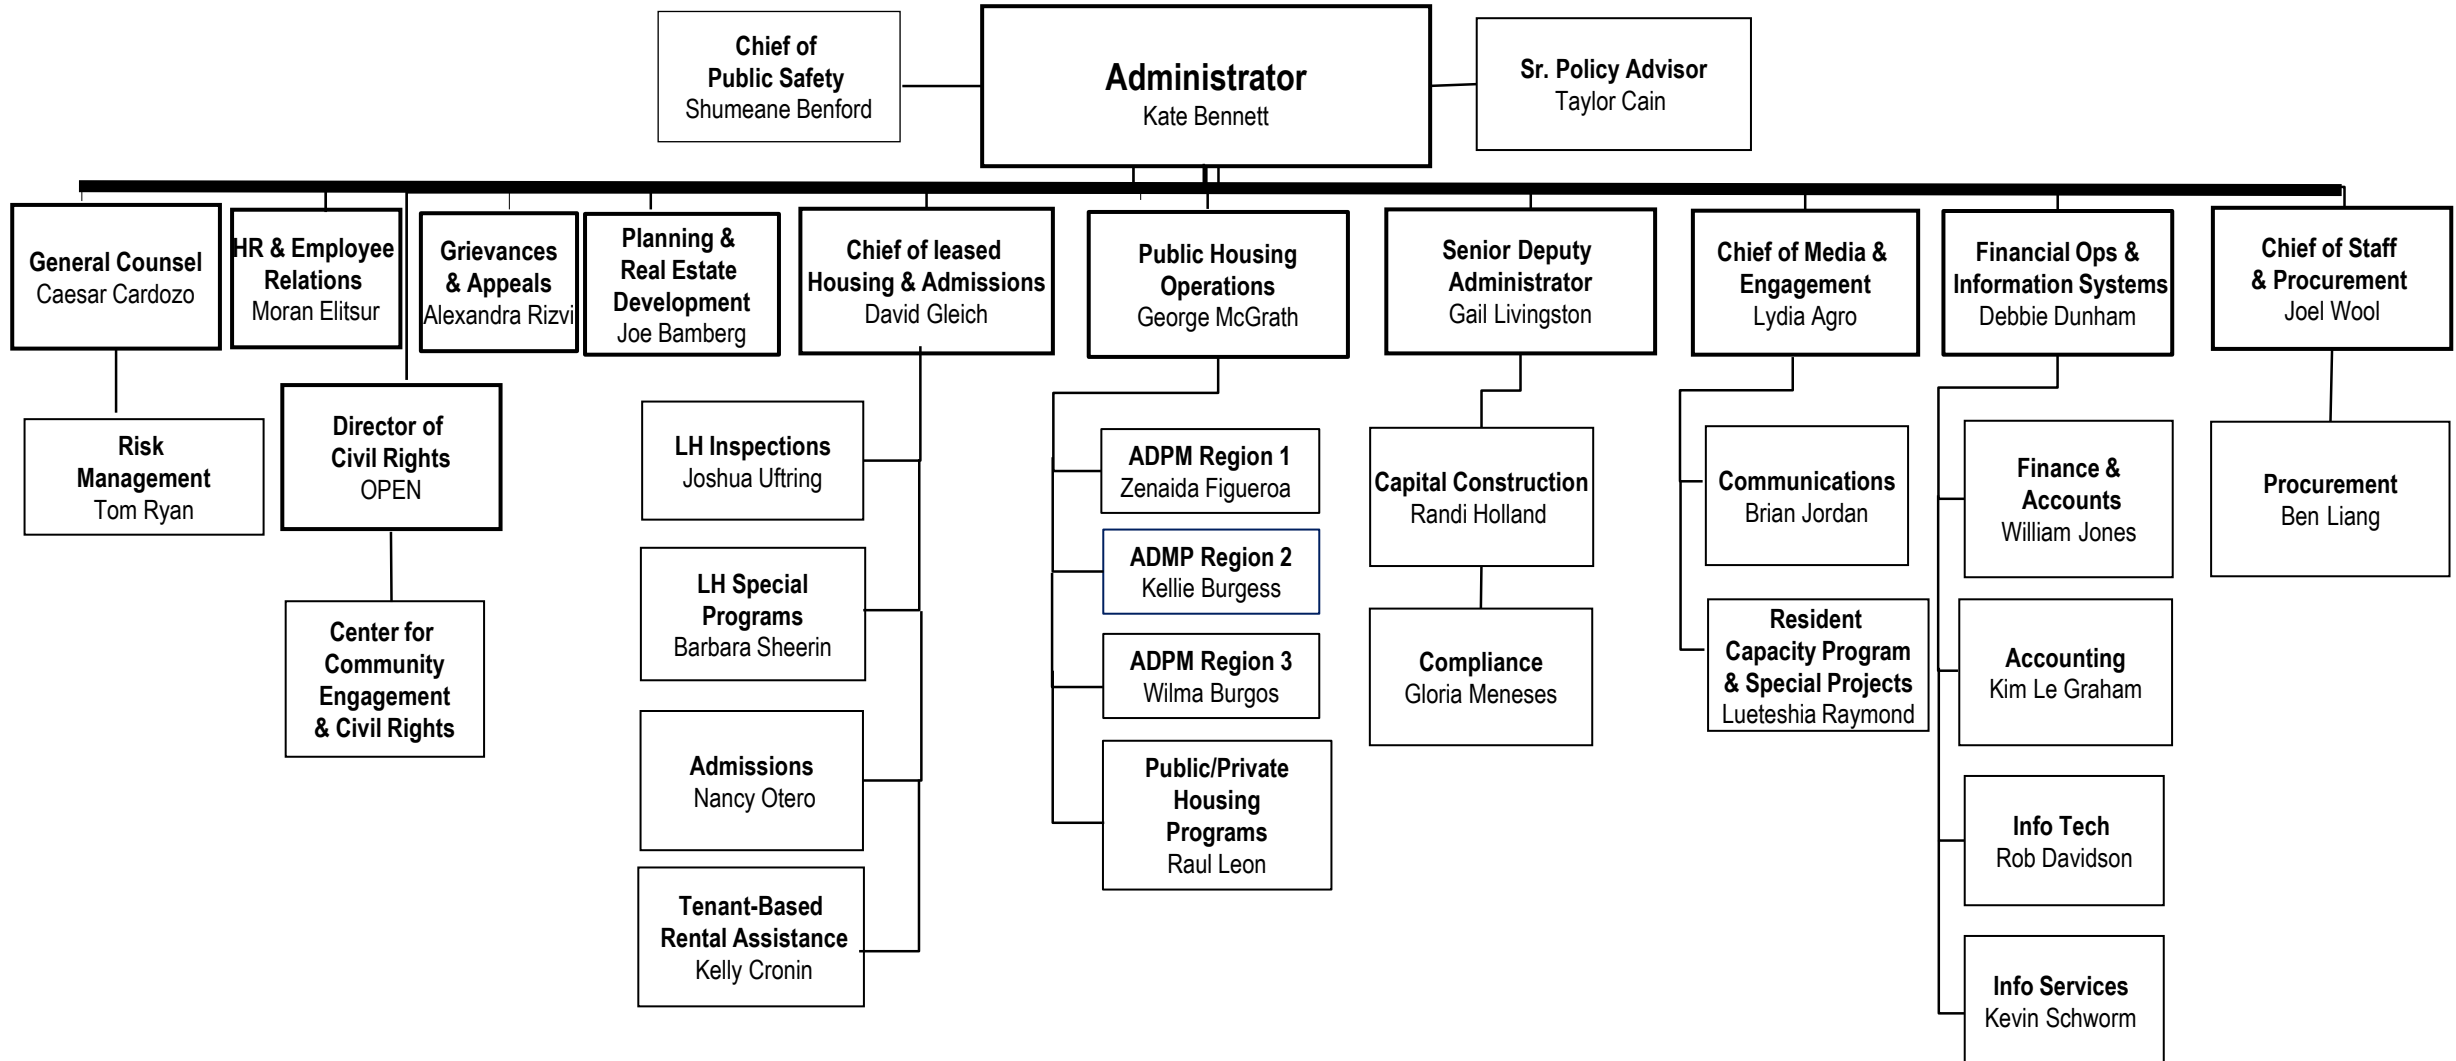 Chief of
Public Safety
Shumeane Benford
Administrator
Kate Bennett
Sr. Policy Advisor
Taylor Cain
General Counsel
Caesar Cardozo
HR & Employee
Relations
Moran Elitsur
Grievances
& Appeals
Alexandra Rizvi
Planning &
Real Estate
Development
Joe Bamberg
Chief of leased
Housing & Admissions
David Gleich
Public Housing
Operations
George McGrath
Senior Deputy
Administrator
Gail Livingston
Chief of Media &
Engagement
Lydia Agro
Financial Ops &
Information Systems
Debbie Dunham
Chief of Staff
& Procurement
Joel Wool
Risk
Management
Tom Ryan
Director of
Civil Rights
OPEN
Center for
Community
Engagement
& Civil Rights
LH Inspections
Joshua Uftring
LH Special
Programs
Barbara Sheerin
Admissions
Nancy Otero
Tenant-Based
Rental Assistance
Kelly Cronin
ADPM Region 1
Zenaida Figueroa
ADMP Region 2
Kellie Burgess
ADPM Region 3
Wilma Burgos
Public/Private
Housing
Programs
Raul Leon
Capital Construction
Randi Holland
Compliance
Gloria Meneses
Communications
Brian Jordan
Resident
Capacity Program
& Special Projects
Lueteshia Raymond
Finance &
Accounts
William Jones
Accounting
Kim Le Graham
Info Tech
Rob Davidson
Info Services
Kevin Schworm
Procurement
Ben Liang